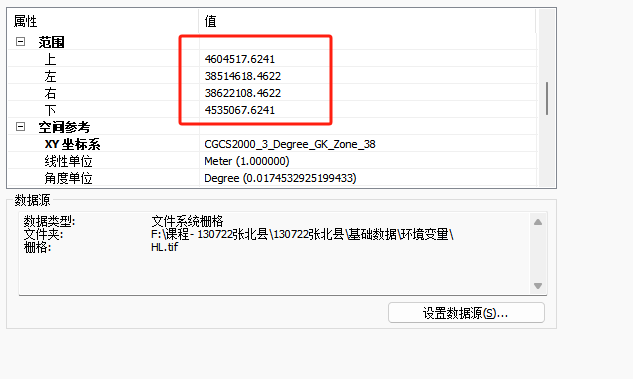 属性 值
范围
上 4604517.6241
左 38514618.4622
右 38622108.4622
下 4535067.6241
空间参考
XY 坐标系 CGCS2000_3_Degree_GK_Zone_38
线性单位 Meter (1.000000)
角度单位 Degree (0.0174532925199433)
数据源
数据类型: 文件系统栅格
文件夹: F:\课程- 130722张北县\130722张北县\基础数据\环境变量\
栅格: HL.tif
设置数据源(S)...